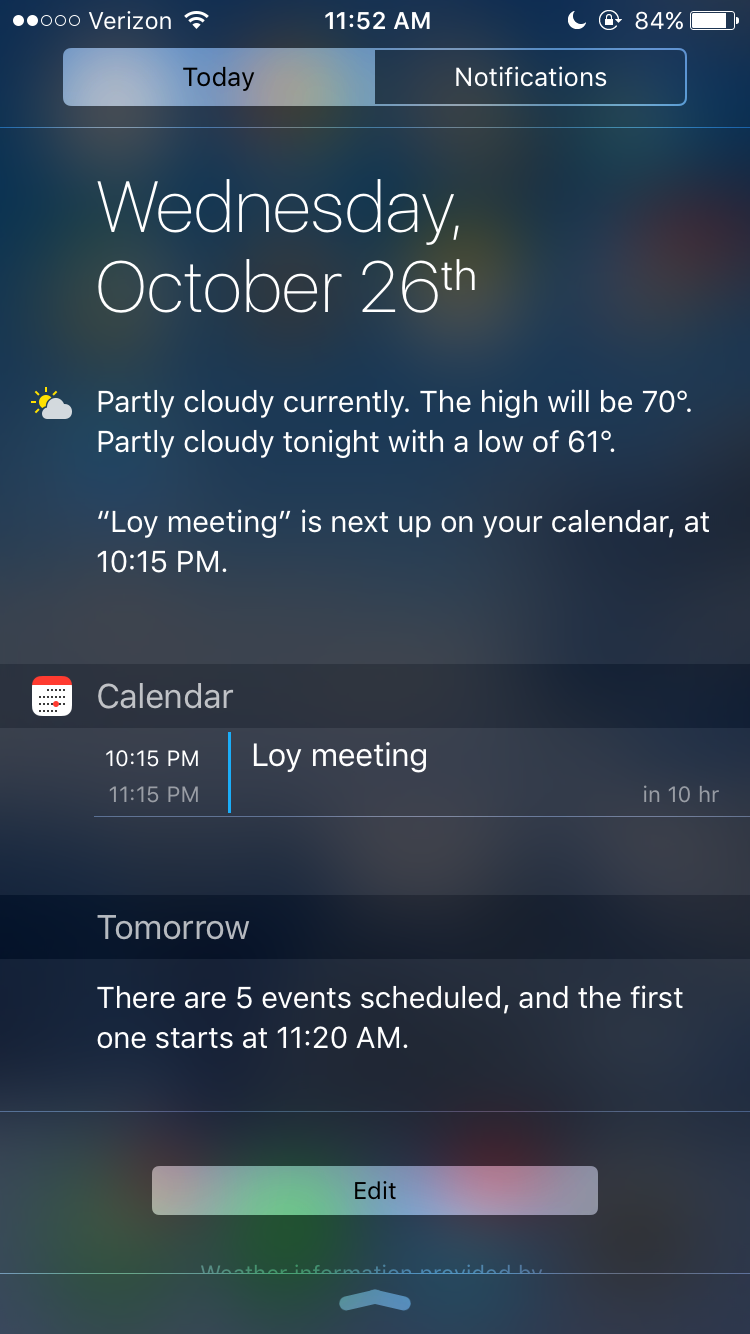 Verizon 11:52 AM 84%
Today Notifications
Wednesday,
October 26th
Partly cloudy currently. The high will be 70°.
Partly cloudy tonight with a low of 61°.
“Loy meeting” is next up on your calendar, at
10:15 PM.
Calendar
10:15 PM Loy meeting
11:15 PM in 10 hr
Tomorrow
There are 5 events scheduled, and the first
one starts at 11:20 AM.
Edit
Weather information provided by